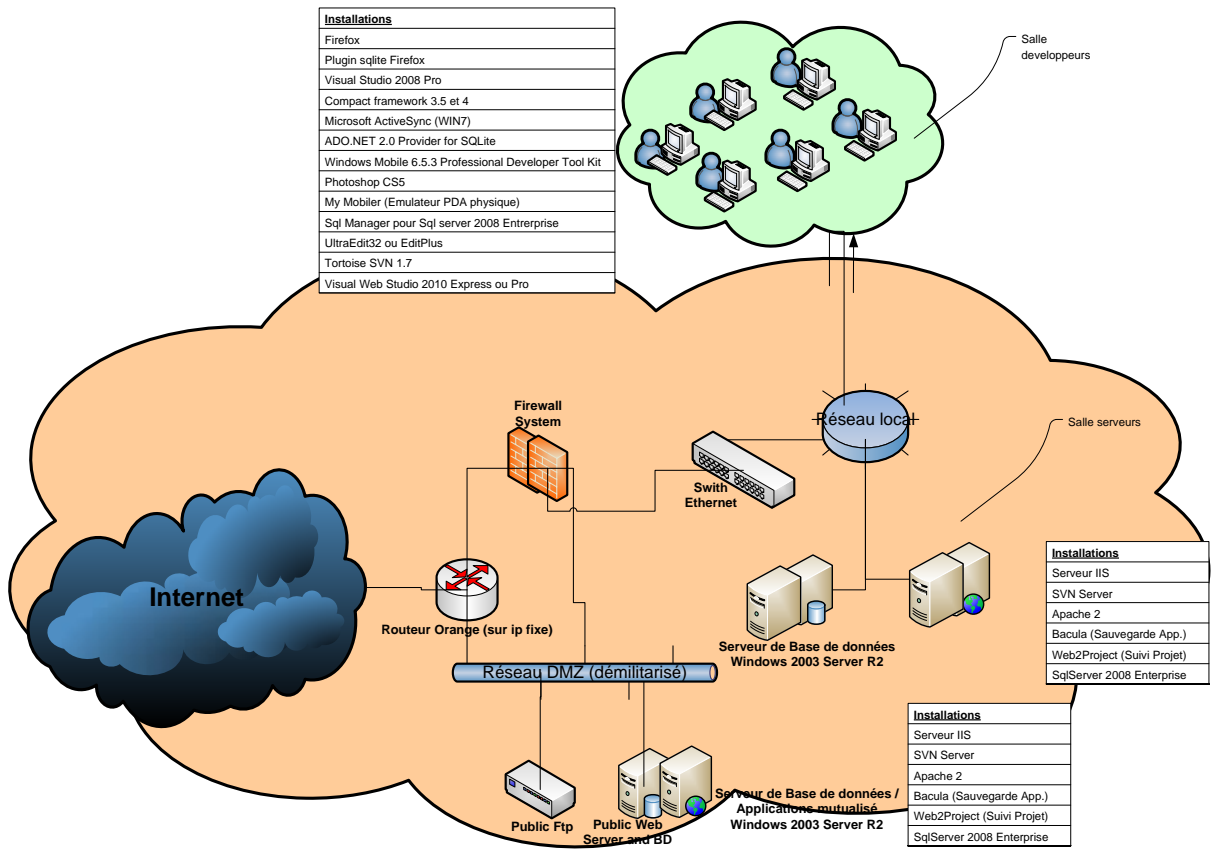 Installations
Firefox
Plugin sqlite Firefox
Visual Studio 2008 Pro
Compact framework 3.5 et 4
Microsoft ActiveSync (WIN7)
ADO.NET 2.0 Provider for SQLite
Windows Mobile 6.5.3 Professional Developer Tool Kit
Photoshop CS5
My Mobiler (Emulateur PDA physique)
Sql Manager pour Sql server 2008 Entrerprise
UltraEdit32 ou EditPlus
Tortoise SVN 1.7
Visual Web Studio 2010 Express ou Pro
Salle
developpeurs
Firewall
System
Réseau local
Salle serveurs
Swith
Ethernet
Internet
Routeur Orange (sur ip fixe)
Serveur de Base de données
Windows 2003 Server R2
Installations
Serveur IIS
SVN Server
Apache 2
Bacula (Sauvegarde App.)
Web2Project (Suivi Projet)
SqlServer 2008 Enterprise
Réseau DMZ (démilitarisé)
Installations
Serveur IIS
SVN Server
Apache 2
Bacula (Sauvegarde App.)
Web2Project (Suivi Projet)
SqlServer 2008 Enterprise
Public Ftp
Public Web
Server and BD
Serveur de Base de données /
Applications mutualisé
Windows 2003 Server R2